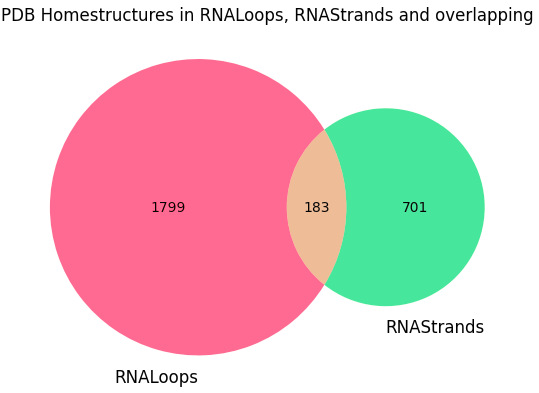 PDB Homestructures in RNALoops, RNAStrands and overlapping
1799
183
701
RNAStrands
RNALoops